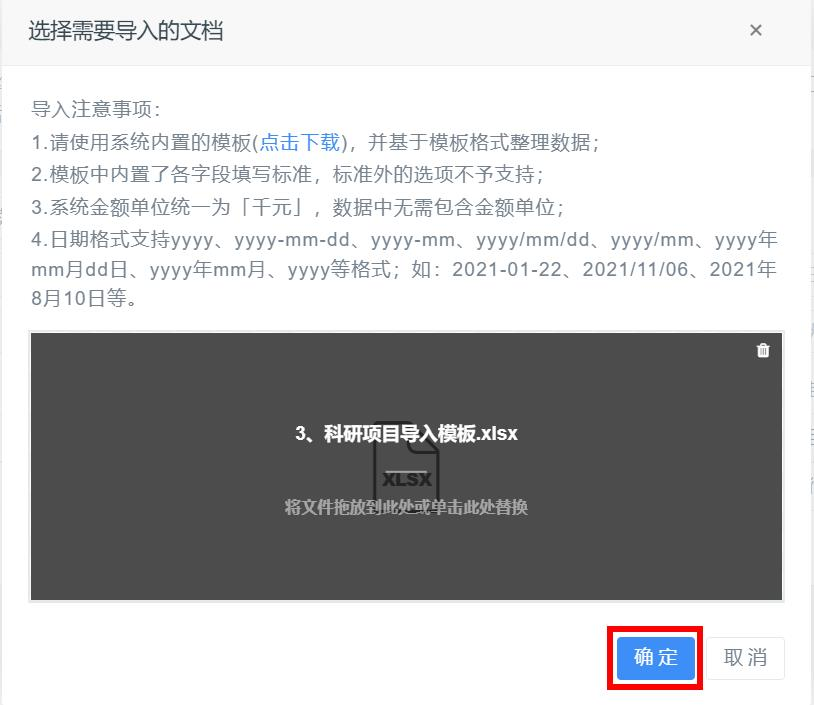 选择需要导入的文档
×
导入注意事项：
1.请使用系统内置的模板(点击下载)，并基于模板格式整理数据；
2.模板中内置了各字段填写标准，标准外的选项不予支持；
3.系统金额单位统一为「千元」，数据中无需包含金额单位；
4.日期格式支持yyyy、yyyy-mm-dd、yyyy-mm、yyyy/mm/dd、yyyy/mm、yyyy年
mm月dd日、yyyy年mm月、yyyy等格式；如：2021-01-22、2021/11/06、2021年
8月10日等。
3、科研项目导入模板.xlsx
XLSX
将文件拖放到此处或单击此处替换
确定 取消